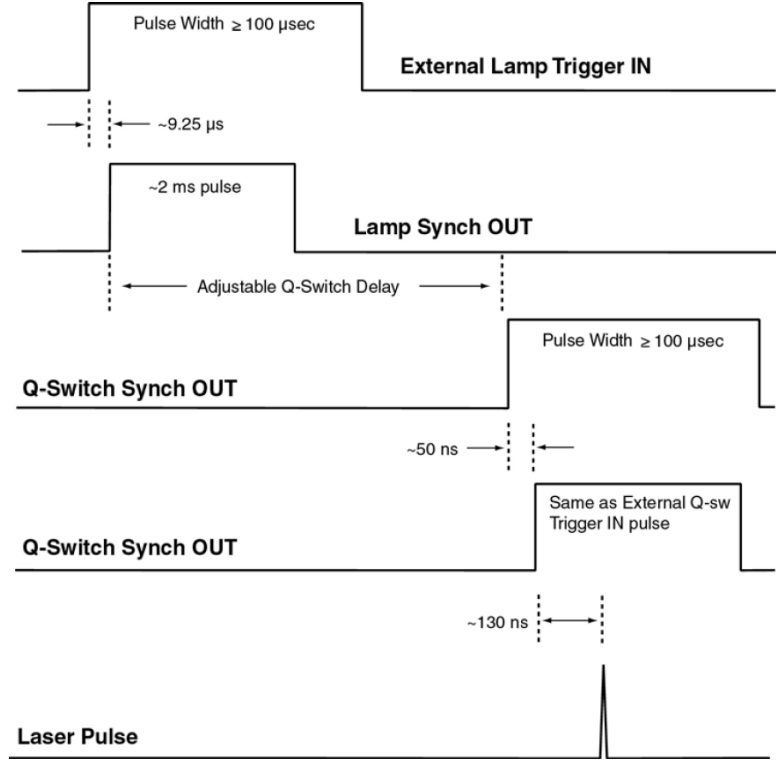 Pulse Width ≥ 100 µsec
External Lamp Trigger IN
~9.25 µs
~2 ms pulse
Lamp Synch OUT
Adjustable Q-Switch Delay
Pulse Width ≥ 100 µsec
Q-Switch Synch OUT
~50 ns
Same as External Q-sw
Trigger IN pulse
Q-Switch Synch OUT
~130 ns
Laser Pulse